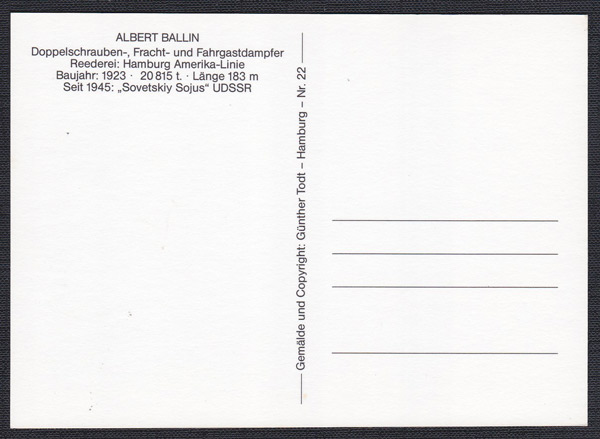 ALBERT BALLIN
Doppelschrauben-, Fracht- und Fahrgastdampfer
Reederei: Hamburg Amerika-Linie
Baujahr: 1923 · 20 815 t. · Länge 183 m
Seit 1945: „Sovetskiy Sojus“ UDSSR
Gemälde und Copyright: Günther Todt – Hamburg – Nr. 22